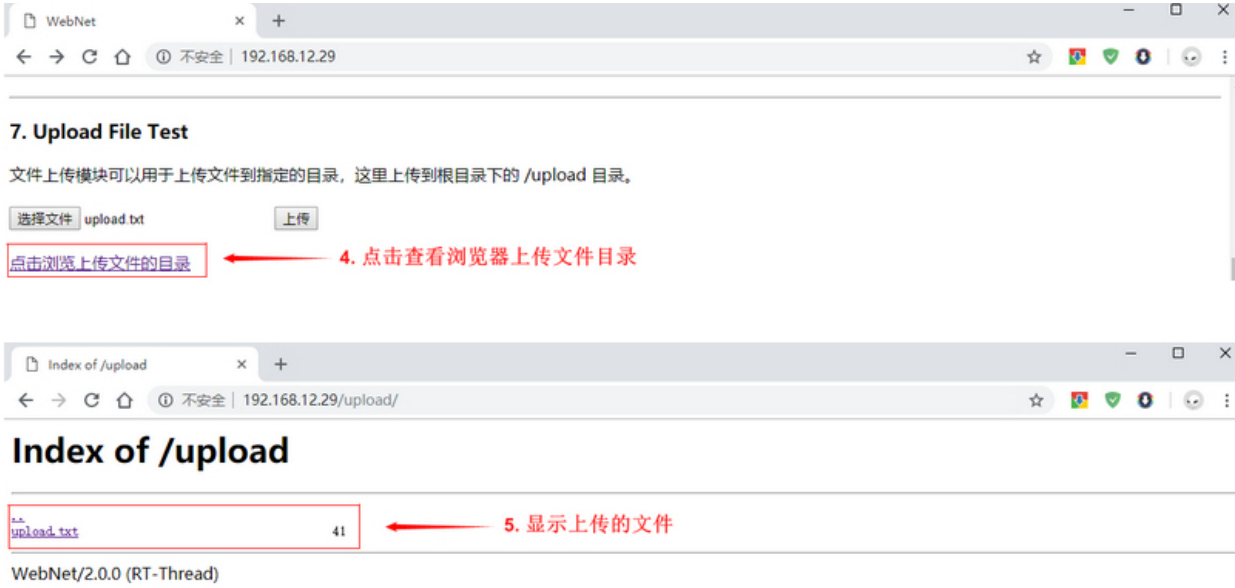 WebNet
不安全 | 192.168.12.29
7. Upload File Test
文件上传模块可以用于上传文件到指定的目录，这里上传到根目录下的 /upload 目录。
选择文件 upload.txt 上传
点击浏览上传文件的目录
4. 点击查看浏览器上传文件目录
Index of /upload
不安全 | 192.168.12.29/upload/
Index of /upload
..
upload.txt 41
5. 显示上传的文件
WebNet/2.0.0 (RT-Thread)